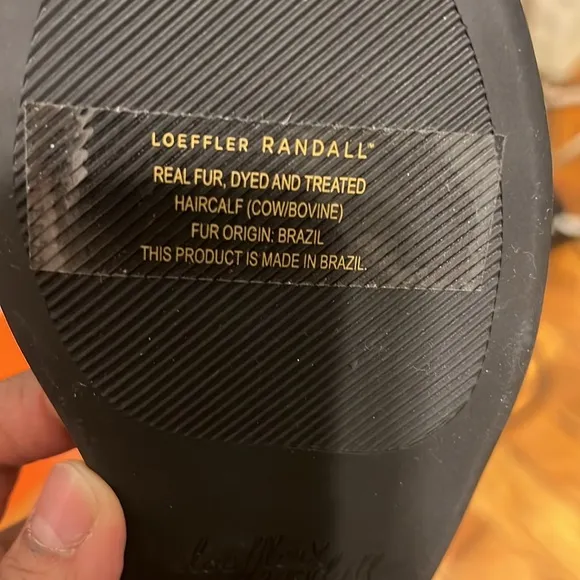 LOEFFLER RANDALL™
REAL FUR, DYED AND TREATED
HAIRCALF (COW/BOVINE)
FUR ORIGIN: BRAZIL
THIS PRODUCT IS MADE IN BRAZIL.